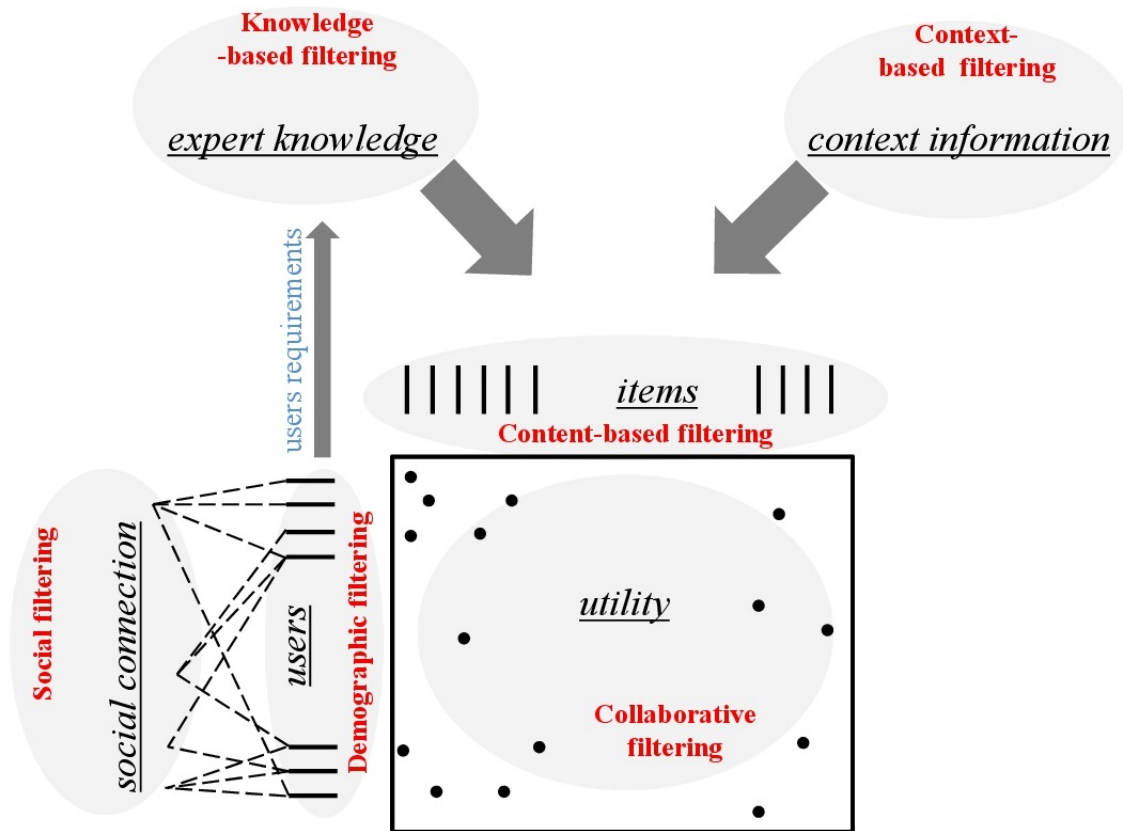 Knowledge
-based filtering
expert knowledge
Context-
based filtering
context information
users requirements
items
Content-based filtering
Social filtering
social connection
users
Demographic filtering
utility
Collaborative
filtering